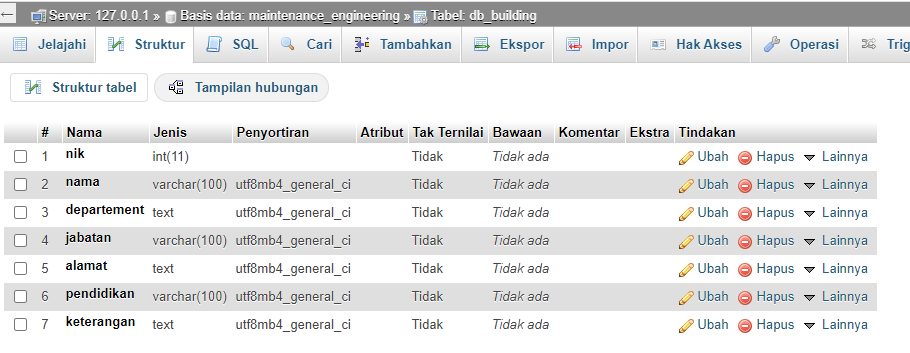 Server: 127.0.0.1 » Basis data: maintenance_engineering » Tabel: db_building
Jelajahi Struktur SQL Cari Tambahkan Ekspor Impor Hak Akses Operasi Trig
Struktur tabel Tampilan hubungan
# Nama Jenis Penyortiran Atribut Tak Ternilai Bawaan Komentar Ekstra Tindakan
1 nik int(11) Tidak Tidak ada Ubah Hapus Lainnya
2 nama varchar(100) utf8mb4_general_ci Tidak Tidak ada Ubah Hapus Lainnya
3 departement text utf8mb4_general_ci Tidak Tidak ada Ubah Hapus Lainnya
4 jabatan varchar(100) utf8mb4_general_ci Tidak Tidak ada Ubah Hapus Lainnya
5 alamat text utf8mb4_general_ci Tidak Tidak ada Ubah Hapus Lainnya
6 pendidikan varchar(100) utf8mb4_general_ci Tidak Tidak ada Ubah Hapus Lainnya
7 keterangan text utf8mb4_general_ci Tidak Tidak ada Ubah Hapus Lainnya